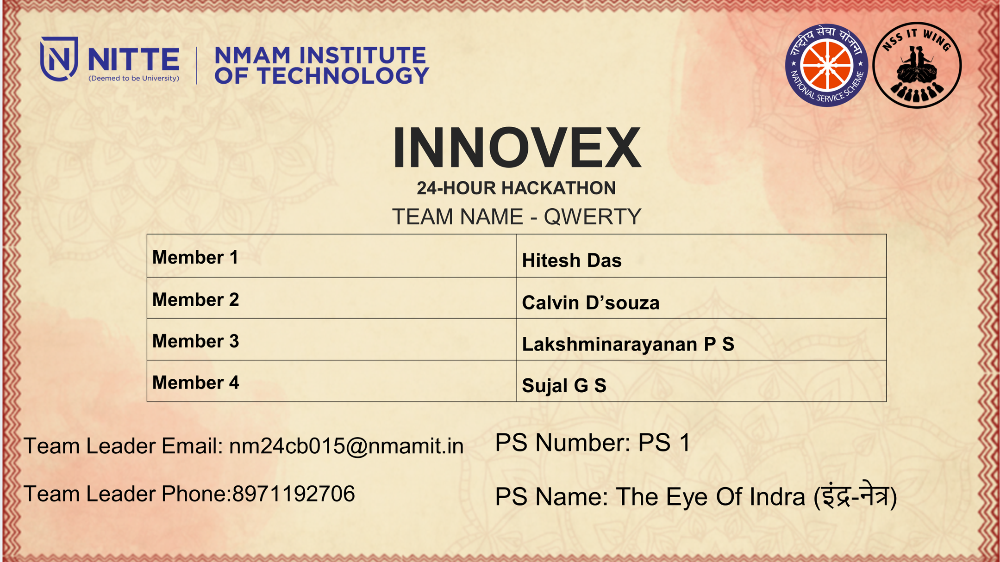 NITTE
(Deemed to be University)
NMAM INSTITUTE
OF TECHNOLOGY
राष्ट्रीय सेवा योजना
NATIONAL SERVICE SCHEME
NSS IT WING
INNOVEX
24-HOUR HACKATHON
TEAM NAME - QWERTY
Member 1 Hitesh Das
Member 2 Calvin D’souza
Member 3 Lakshminarayanan P S
Member 4 Sujal G S
Team Leader Email: nm24cb015@nmamit.in
PS Number: PS 1
Team Leader Phone:8971192706
PS Name: The Eye Of Indra (इंद्र-नेत्र)